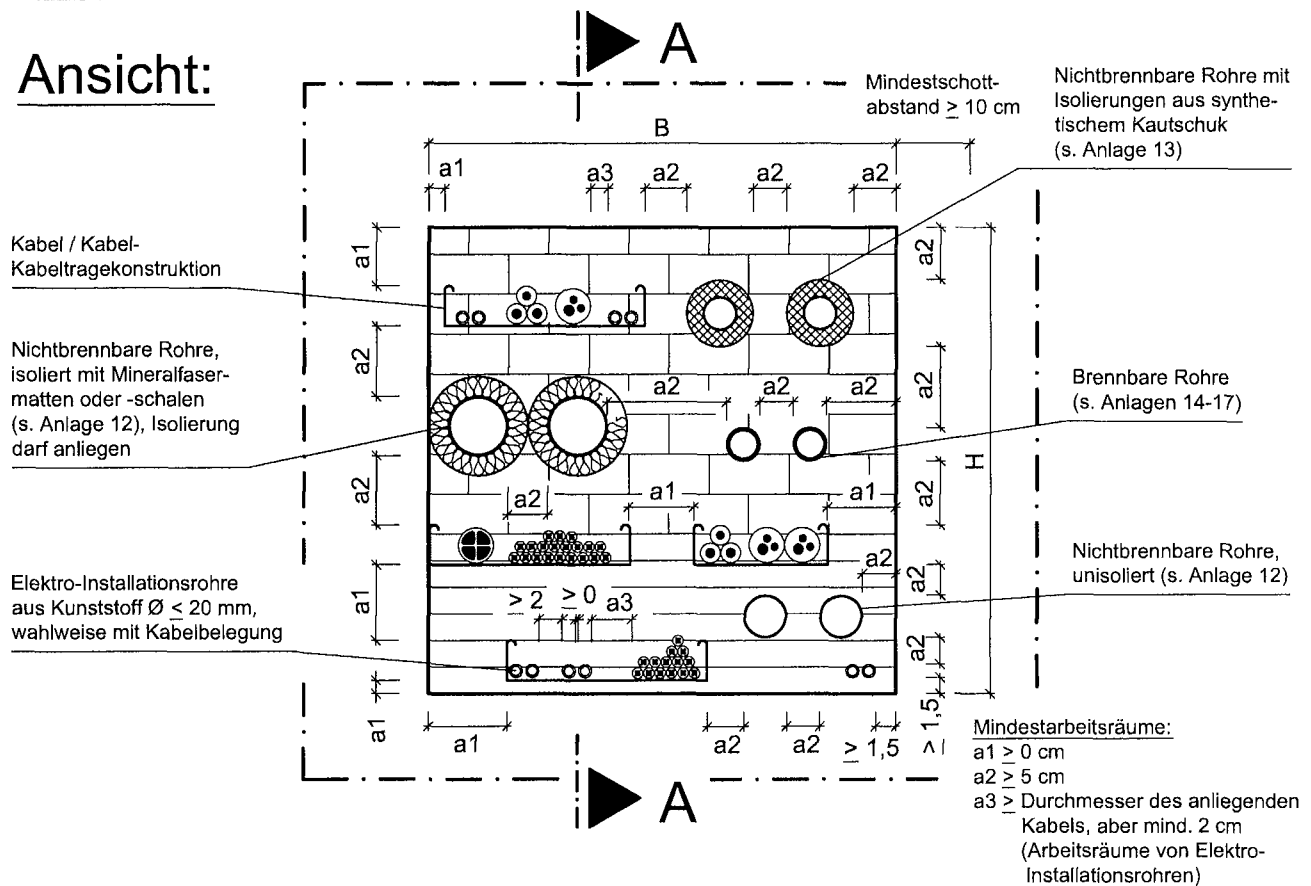 Ansicht:
A
Mindestschott-
abstand ≥ 10 cm
Nichtbrennbare Rohre mit
Isolierungen aus synthe-
tischem Kautschuk
(s. Anlage 13)
B
a1
a3
a2
a2
a2
Kabel / Kabel-
Kabeltragekonstruktion
a1
a2
Nichtbrennbare Rohre,
isoliert mit Mineralfaser-
matten oder -schalen
(s. Anlage 12), Isolierung
darf anliegen
a2
a2
a2
a2
a2
Brennbare Rohre
(s. Anlagen 14-17)
H
a2
a2
a1
a1
a2
a2
Nichtbrennbare Rohre,
unisoliert (s. Anlage 12)
a2
Elektro-Installationsrohre
aus Kunststoff Ø ≤ 20 mm,
wahlweise mit Kabelbelegung
a1
> 2
≥ 0
a3
a2
a1
a1
a2
a2
≥ 1,5
≥ 1,5
A
Mindestarbeitsräume:
a1 ≥ 0 cm
a2 ≥ 5 cm
a3 ≥ Durchmesser des anliegenden
Kabels, aber mind. 2 cm
(Arbeitsräume von Elektro-
Installationsrohren)